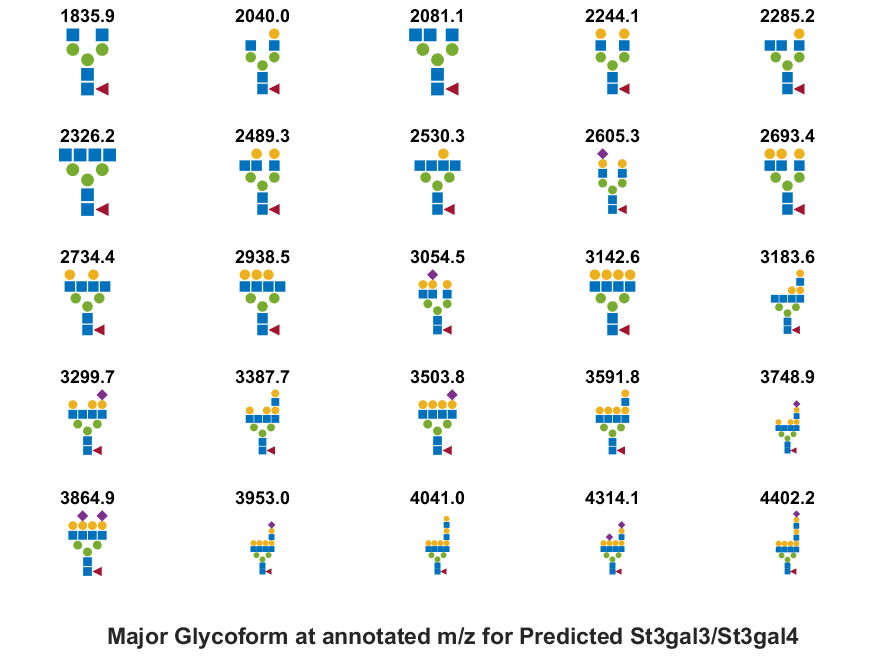 1835.9 2040.0 2081.1 2244.1 2285.2
2326.2 2489.3 2530.3 2605.3 2693.4
2734.4 2938.5 3054.5 3142.6 3183.6
3299.7 3387.7 3503.8 3591.8 3748.9
3864.9 3953.0 4041.0 4314.1 4402.2
Major Glycoform at annotated m/z for Predicted St3gal3/St3gal4